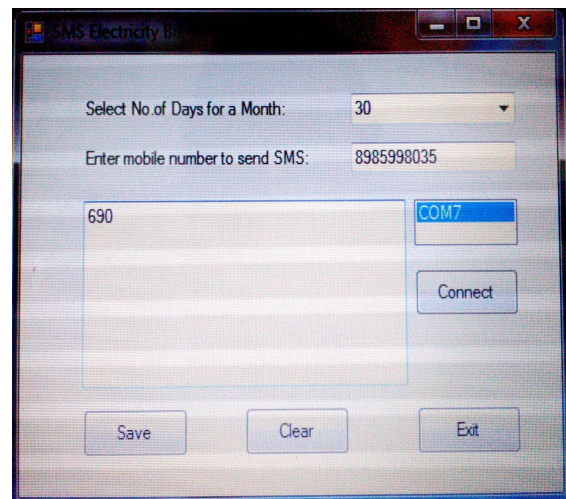 SMS Electricity
Select No.of Days for a Month: 30
Enter mobile number to send SMS: 8985998035
690
COM7
Connect
Save Clear Exit